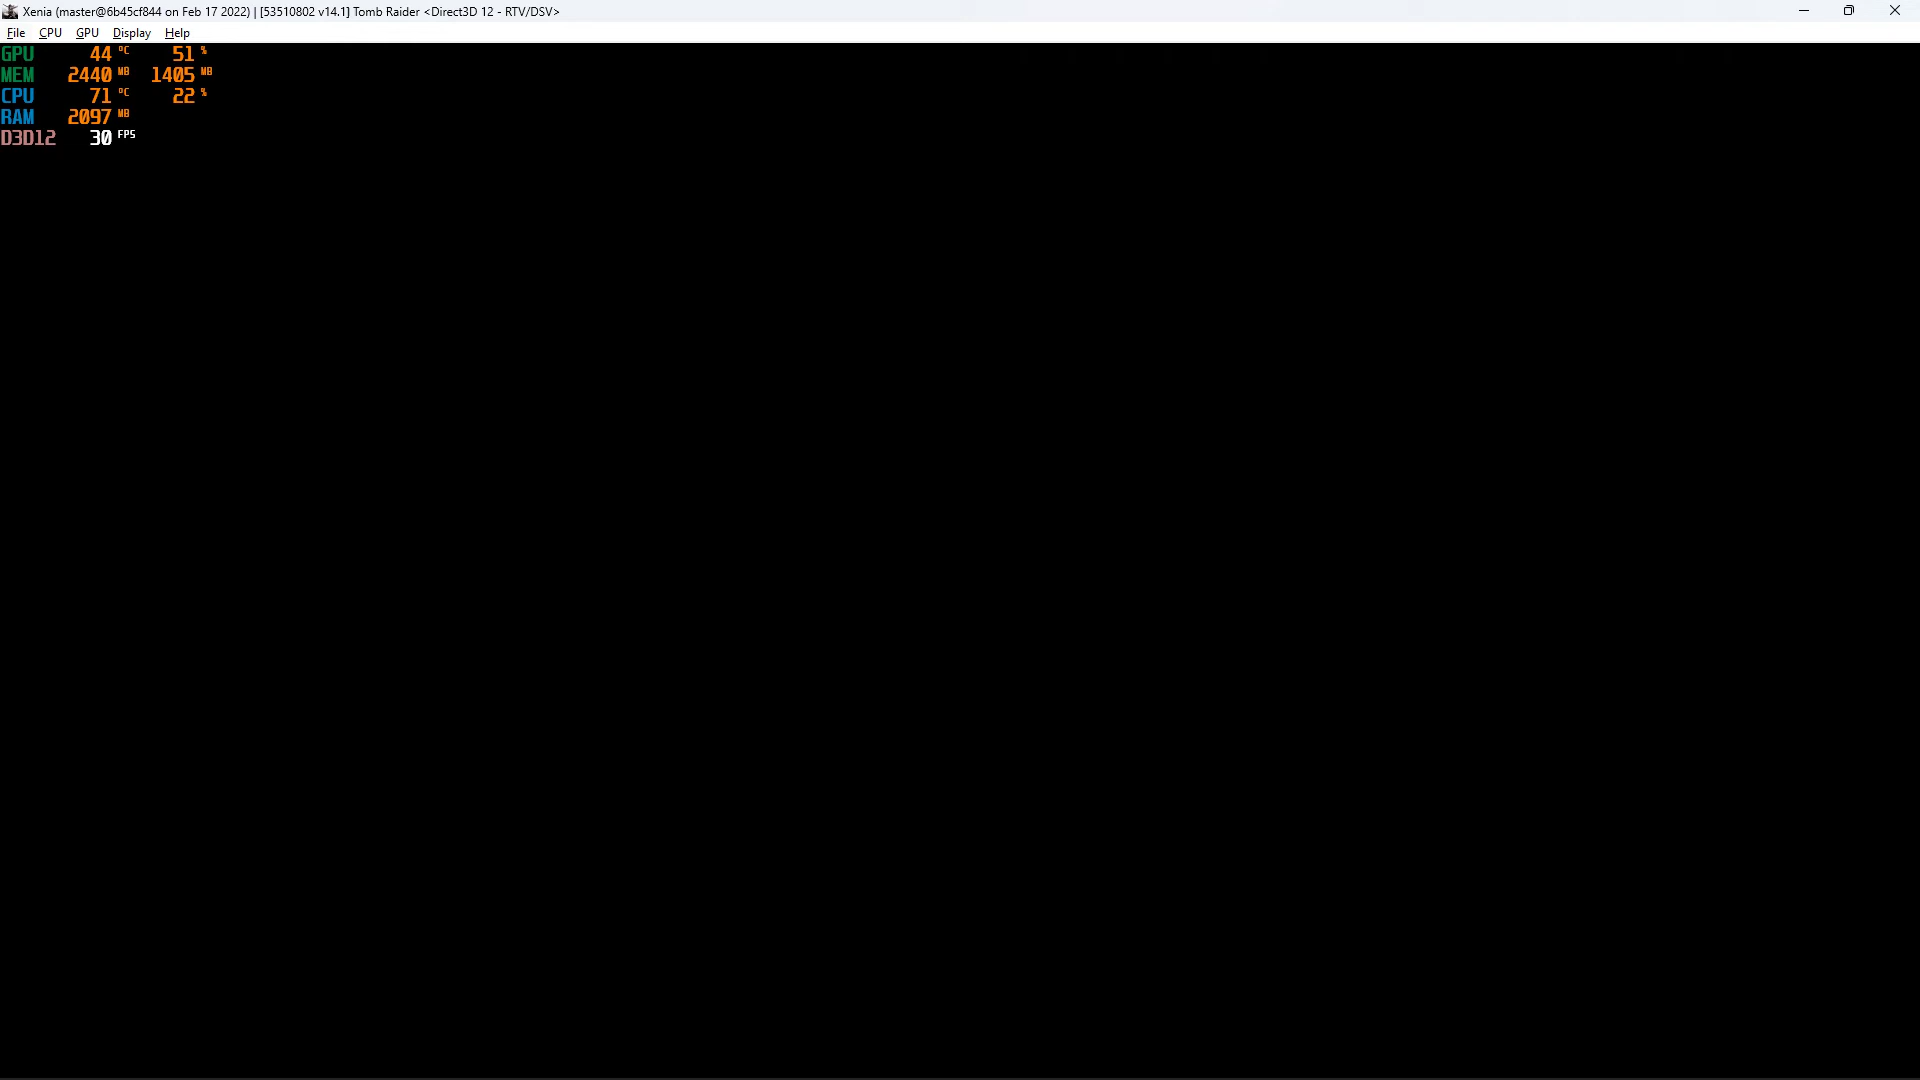 Xenia (master@6b45cf844 on Feb 17 2022) | [53510802 v14.1] Tomb Raider <Direct3D 12 - RTV/DSV>
File CPU GPU Display Help
GPU 44 °C 51 %
MEM 2440 MB 1405 MB
CPU 71 °C 22 %
RAM 2097 MB
D3D12 30 FPS